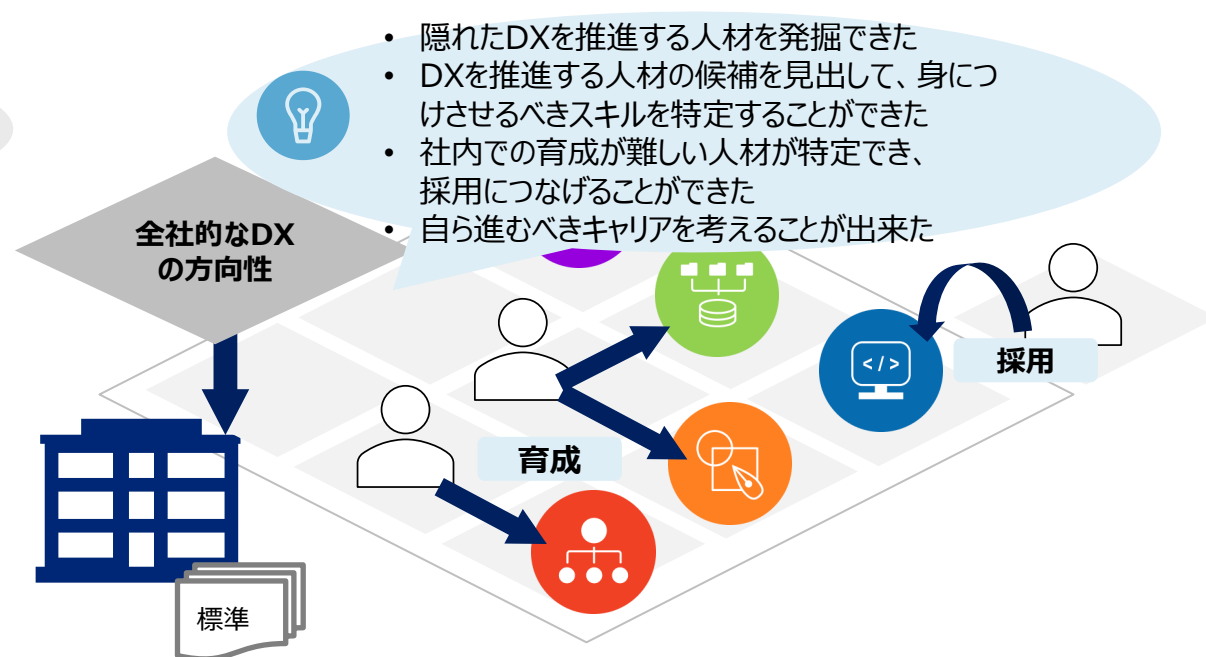 • 隠れたDXを推進する人材を発掘できた
• DXを推進する人材の候補を見出して、身につ
けさせるべきスキルを特定することができた
• 社内での育成が難しい人材が特定でき、
採用につなげることができた
• 自ら進むべきキャリアを考えることが出来た
全社的なDX
の方向性
採用
</>
育成
標準